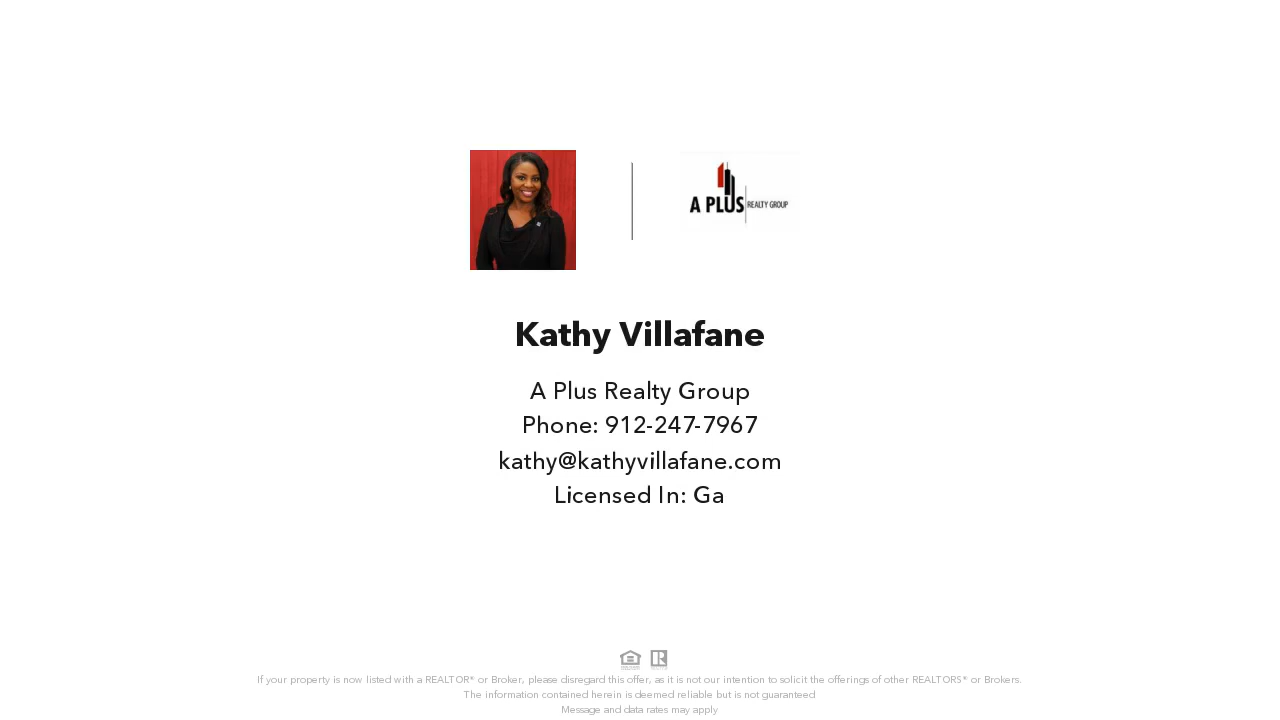 A PLUS REALTY GROUP
Kathy Villafane
A Plus Realty Group
Phone: 912-247-7967
kathy@kathyvillafane.com
Licensed In: Ga
If your property is now listed with a REALTOR® or Broker, please disregard this offer, as it is not our intention to solicit the offerings of other REALTORS® or Brokers.
The information contained herein is deemed reliable but is not guaranteed
Message and data rates may apply